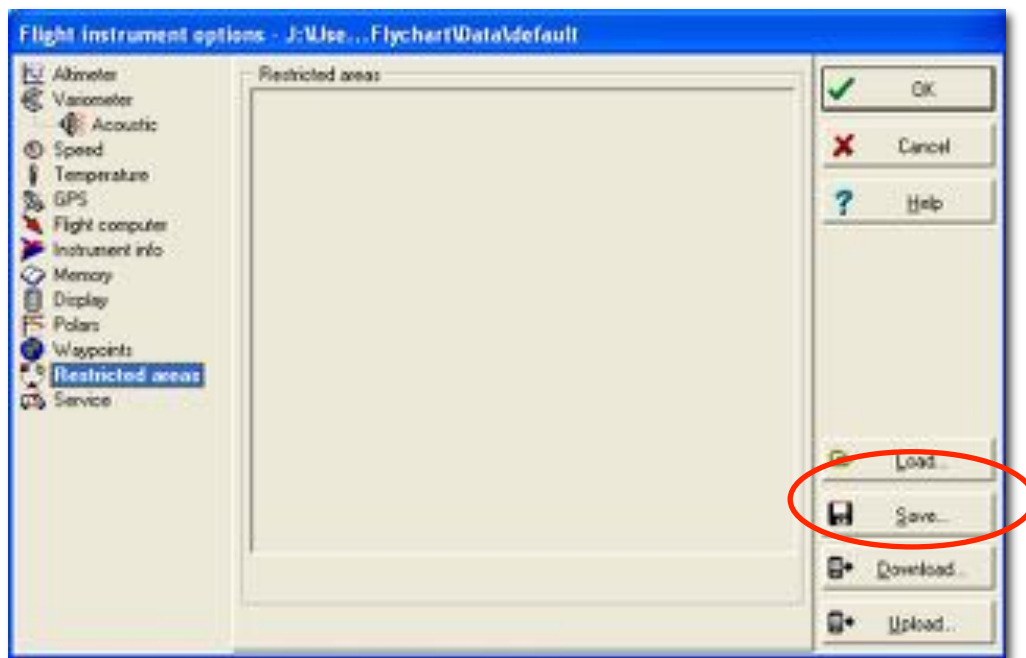 Flight instrument options - J:\Use...Flychart\Data\default
Altimeter
Variometer
Acoustic
Speed
Temperature
GPS
Flight computer
Instrument info
Memory
Display
Polars
Waypoints
Restricted areas
Service
Restricted areas
OK
Cancel
Help
Load...
Save...
Download...
Upload...